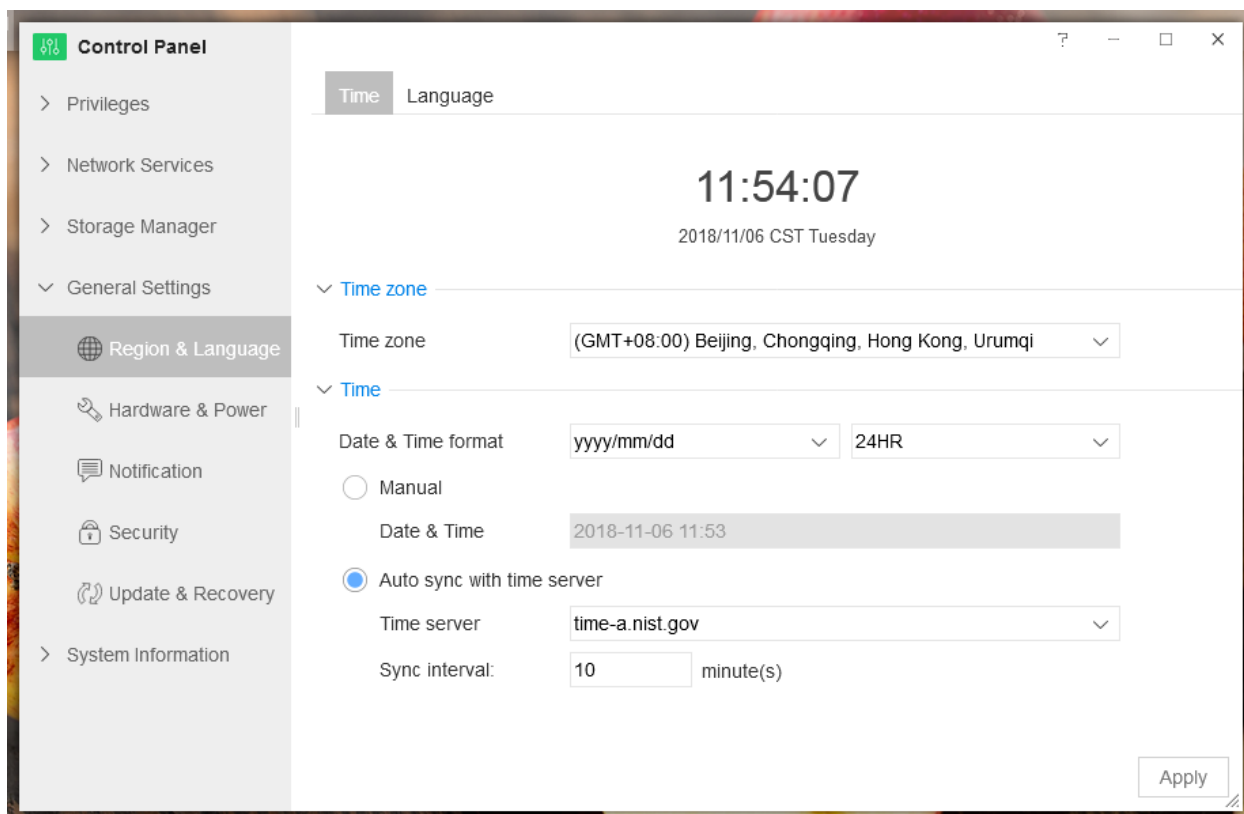 Control Panel
Privileges
Network Services
Storage Manager
General Settings
Region & Language
Hardware & Power
Notification
Security
Update & Recovery
System Information
?
Time Language
11:54:07
2018/11/06 CST Tuesday
Time zone
Time zone (GMT+08:00) Beijing, Chongqing, Hong Kong, Urumqi
Time
Date & Time format yyyy/mm/dd 24HR
Manual
Date & Time 2018-11-06 11:53
Auto sync with time server
Time server time-a.nist.gov
Sync interval: 10 minute(s)
Apply